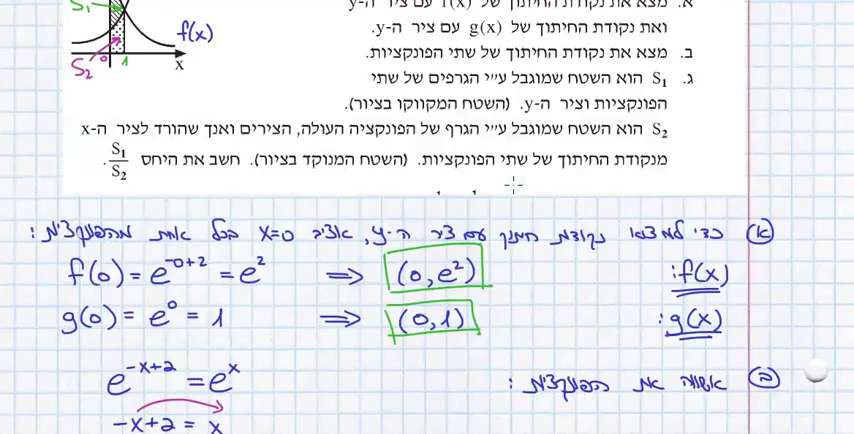 א. מצא את נקודת החיתוך של f(x) עם ציר ה-y
ואת נקודת החיתוך של g(x) עם ציר ה-y.
ב. מצא את נקודת החיתוך של שתי הפונקציות.
ג. S₁ הוא השטח שמוגבל ע״י הגרפים של שתי
הפונקציות וציר ה-y. (השטח המקווקו בציור).
S₂ הוא השטח שמוגבל ע״י הגרף של הפונקציה העולה, הצירים ואנך שהורד לציר ה-x
מנקודת החיתוך של שתי הפונקציות. (השטח המנוקד בציור). חשב את היחס S₁/S₂.
S₁
f(x)
S₂ 0 1 x
א) כדי למצוא נקודת חיתוך עם ציר ה-y, אציב x=0 בכל אחת מהפונקציות:
f(x): f(0) = e^(-0+2) = e² ⟹ (0, e²)
g(x): g(0) = e⁰ = 1 ⟹ (0, 1)
ב) אשווה את הפונקציות:
e^(-x+2) = e^x
-x+2 = x